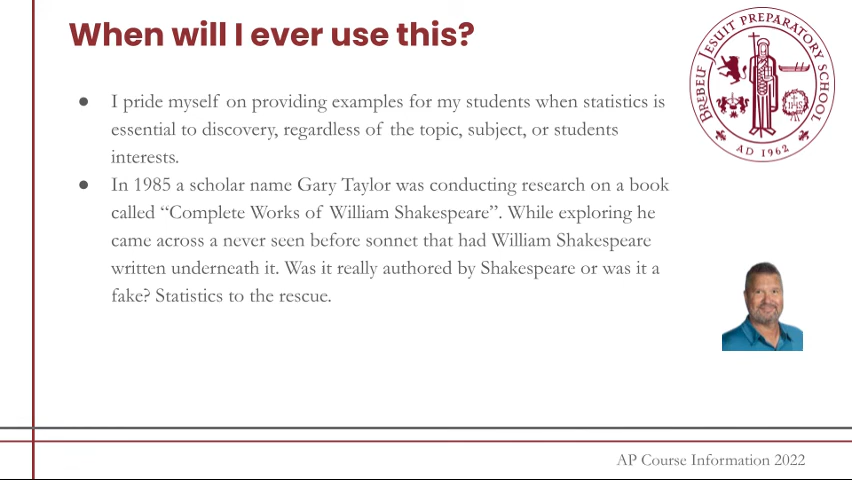 When will I ever use this?
● I pride myself on providing examples for my students when statistics is
essential to discovery, regardless of the topic, subject, or students
interests.
● In 1985 a scholar name Gary Taylor was conducting research on a book
called “Complete Works of William Shakespeare”. While exploring he
came across a never seen before sonnet that had William Shakespeare
written underneath it. Was it really authored by Shakespeare or was it a
fake? Statistics to the rescue.
BREBEUF JESUIT PREPARATORY SCHOOL
IHS
AD 1962
AP Course Information 2022